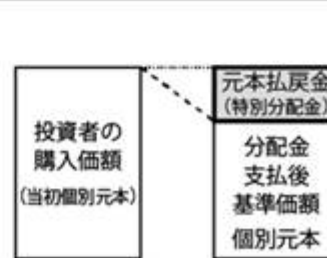 投資者の
購入価額
(当初個別元本)
元本払戻金
(特別分配金)
分配金
支払後
基準価額
個別元本